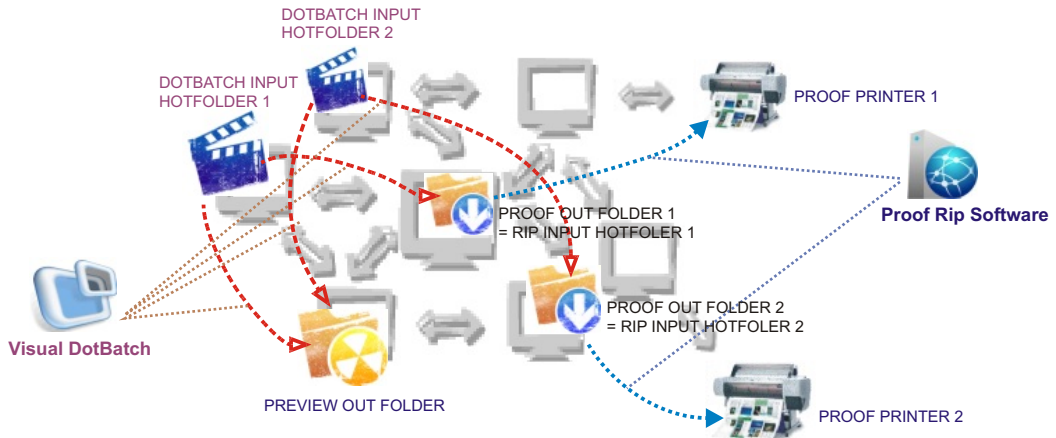 DOTBATCH INPUT
HOTFOLDER 2
DOTBATCH INPUT
HOTFOLDER 1
PROOF PRINTER 1
Proof Rip Software
PROOF OUT FOLDER 1
= RIP INPUT HOTFOLER 1
PROOF OUT FOLDER 2
= RIP INPUT HOTFOLER 2
Visual DotBatch
PREVIEW OUT FOLDER
PROOF PRINTER 2